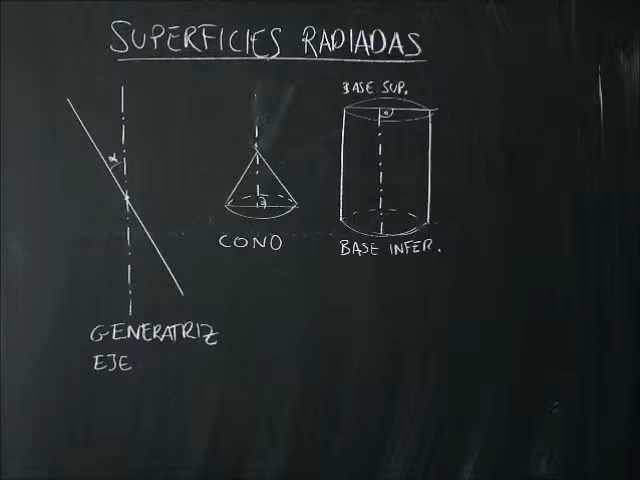 SUPERFICIES RADIADAS
BASE SUP.
α
CONO
BASE INFER.
GENERATRIZ
EJE